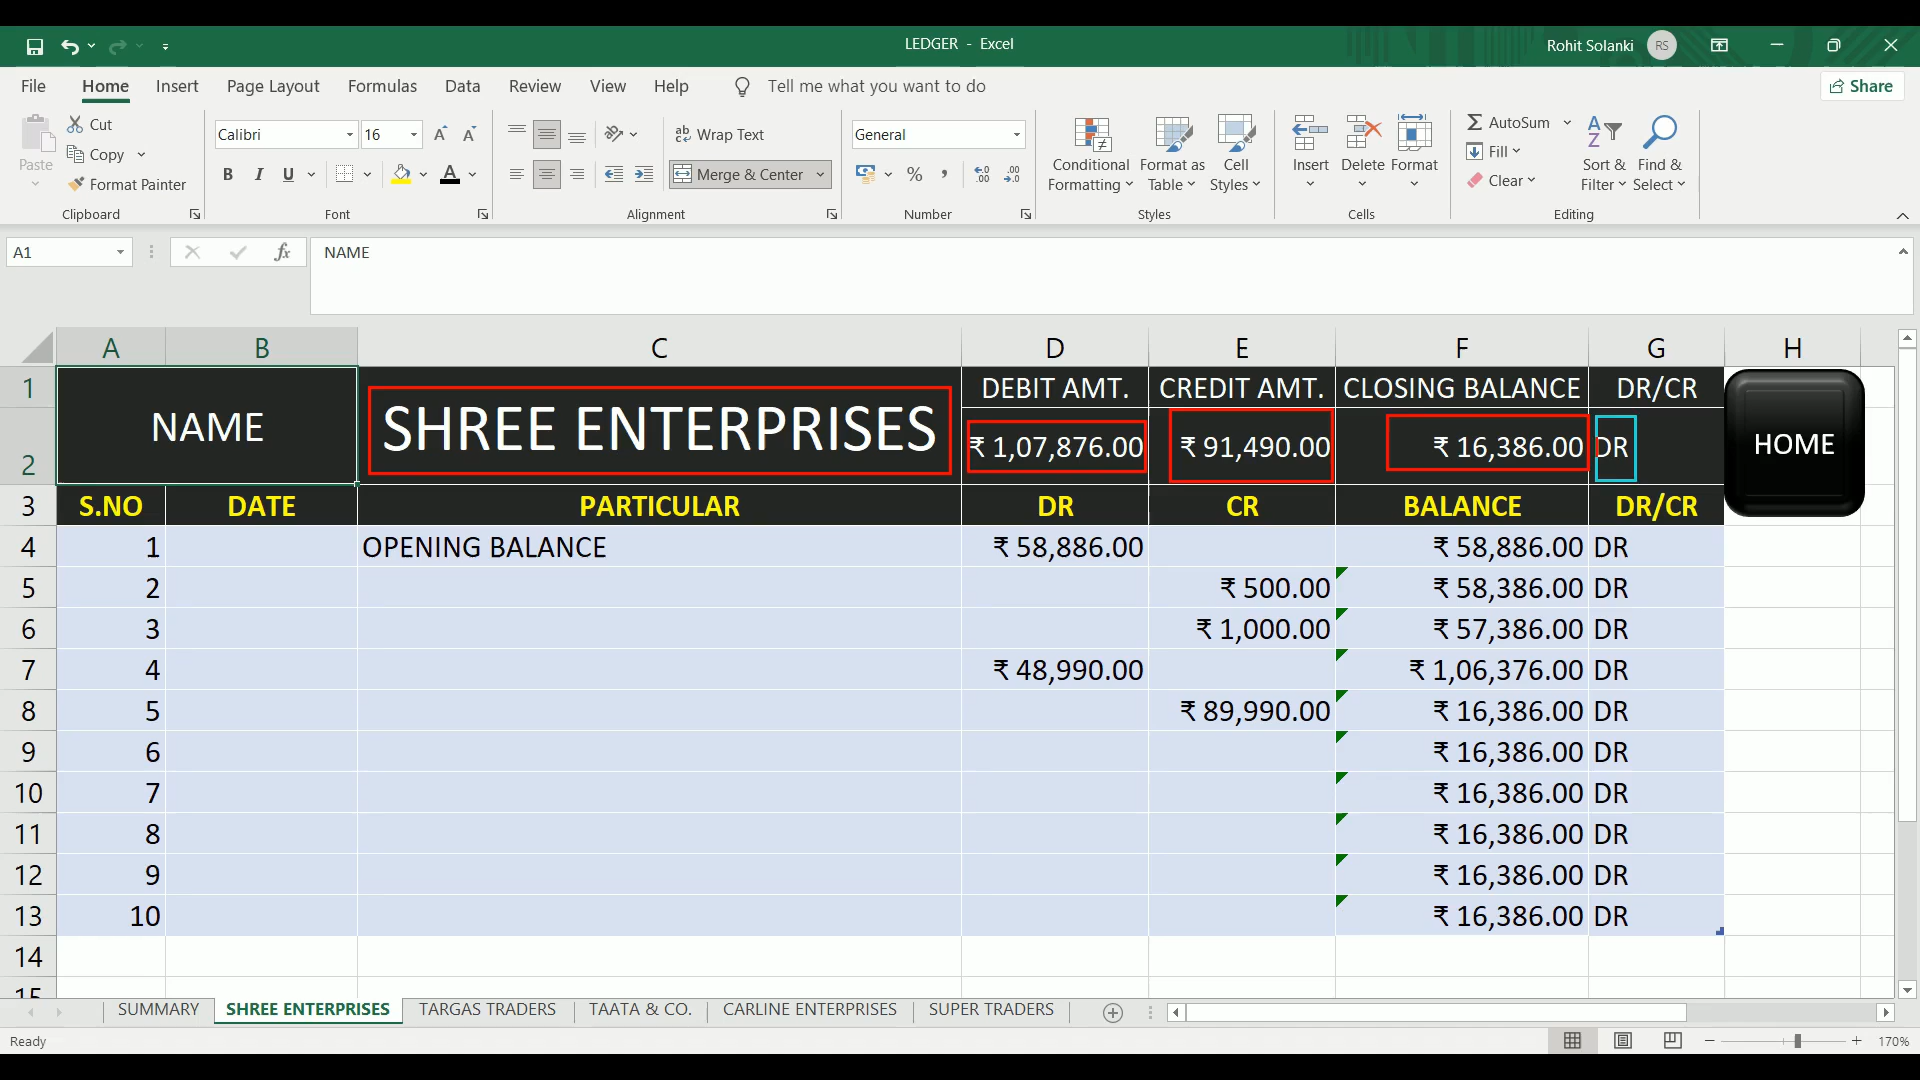 LEDGER - Excel
Rohit Solanki RS
File Home Insert Page Layout Formulas Data Review View Help Tell me what you want to do Share
Paste Cut Copy Format Painter Clipboard
Calibri 16 A A B I U A Font
ab Wrap Text Merge & Center Alignment
General % , Number
Conditional Formatting Format as Table Cell Styles Styles
Insert Delete Format Cells
AutoSum Fill Clear Sort & Filter Find & Select Editing
A1 fx NAME
A B C D E F G H
1 NAME SHREE ENTERPRISES DEBIT AMT. CREDIT AMT. CLOSING BALANCE DR/CR HOME
2 ₹ 1,07,876.00 ₹ 91,490.00 ₹ 16,386.00 DR
3 S.NO DATE PARTICULAR DR CR BALANCE DR/CR
4 1 OPENING BALANCE ₹ 58,886.00 ₹ 58,886.00 DR
5 2 ₹ 500.00 ₹ 58,386.00 DR
6 3 ₹ 1,000.00 ₹ 57,386.00 DR
7 4 ₹ 48,990.00 ₹ 1,06,376.00 DR
8 5 ₹ 89,990.00 ₹ 16,386.00 DR
9 6 ₹ 16,386.00 DR
10 7 ₹ 16,386.00 DR
11 8 ₹ 16,386.00 DR
12 9 ₹ 16,386.00 DR
13 10 ₹ 16,386.00 DR
14
15
SUMMARY SHREE ENTERPRISES TARGAS TRADERS TAATA & CO. CARLINE ENTERPRISES SUPER TRADERS
Ready 170%